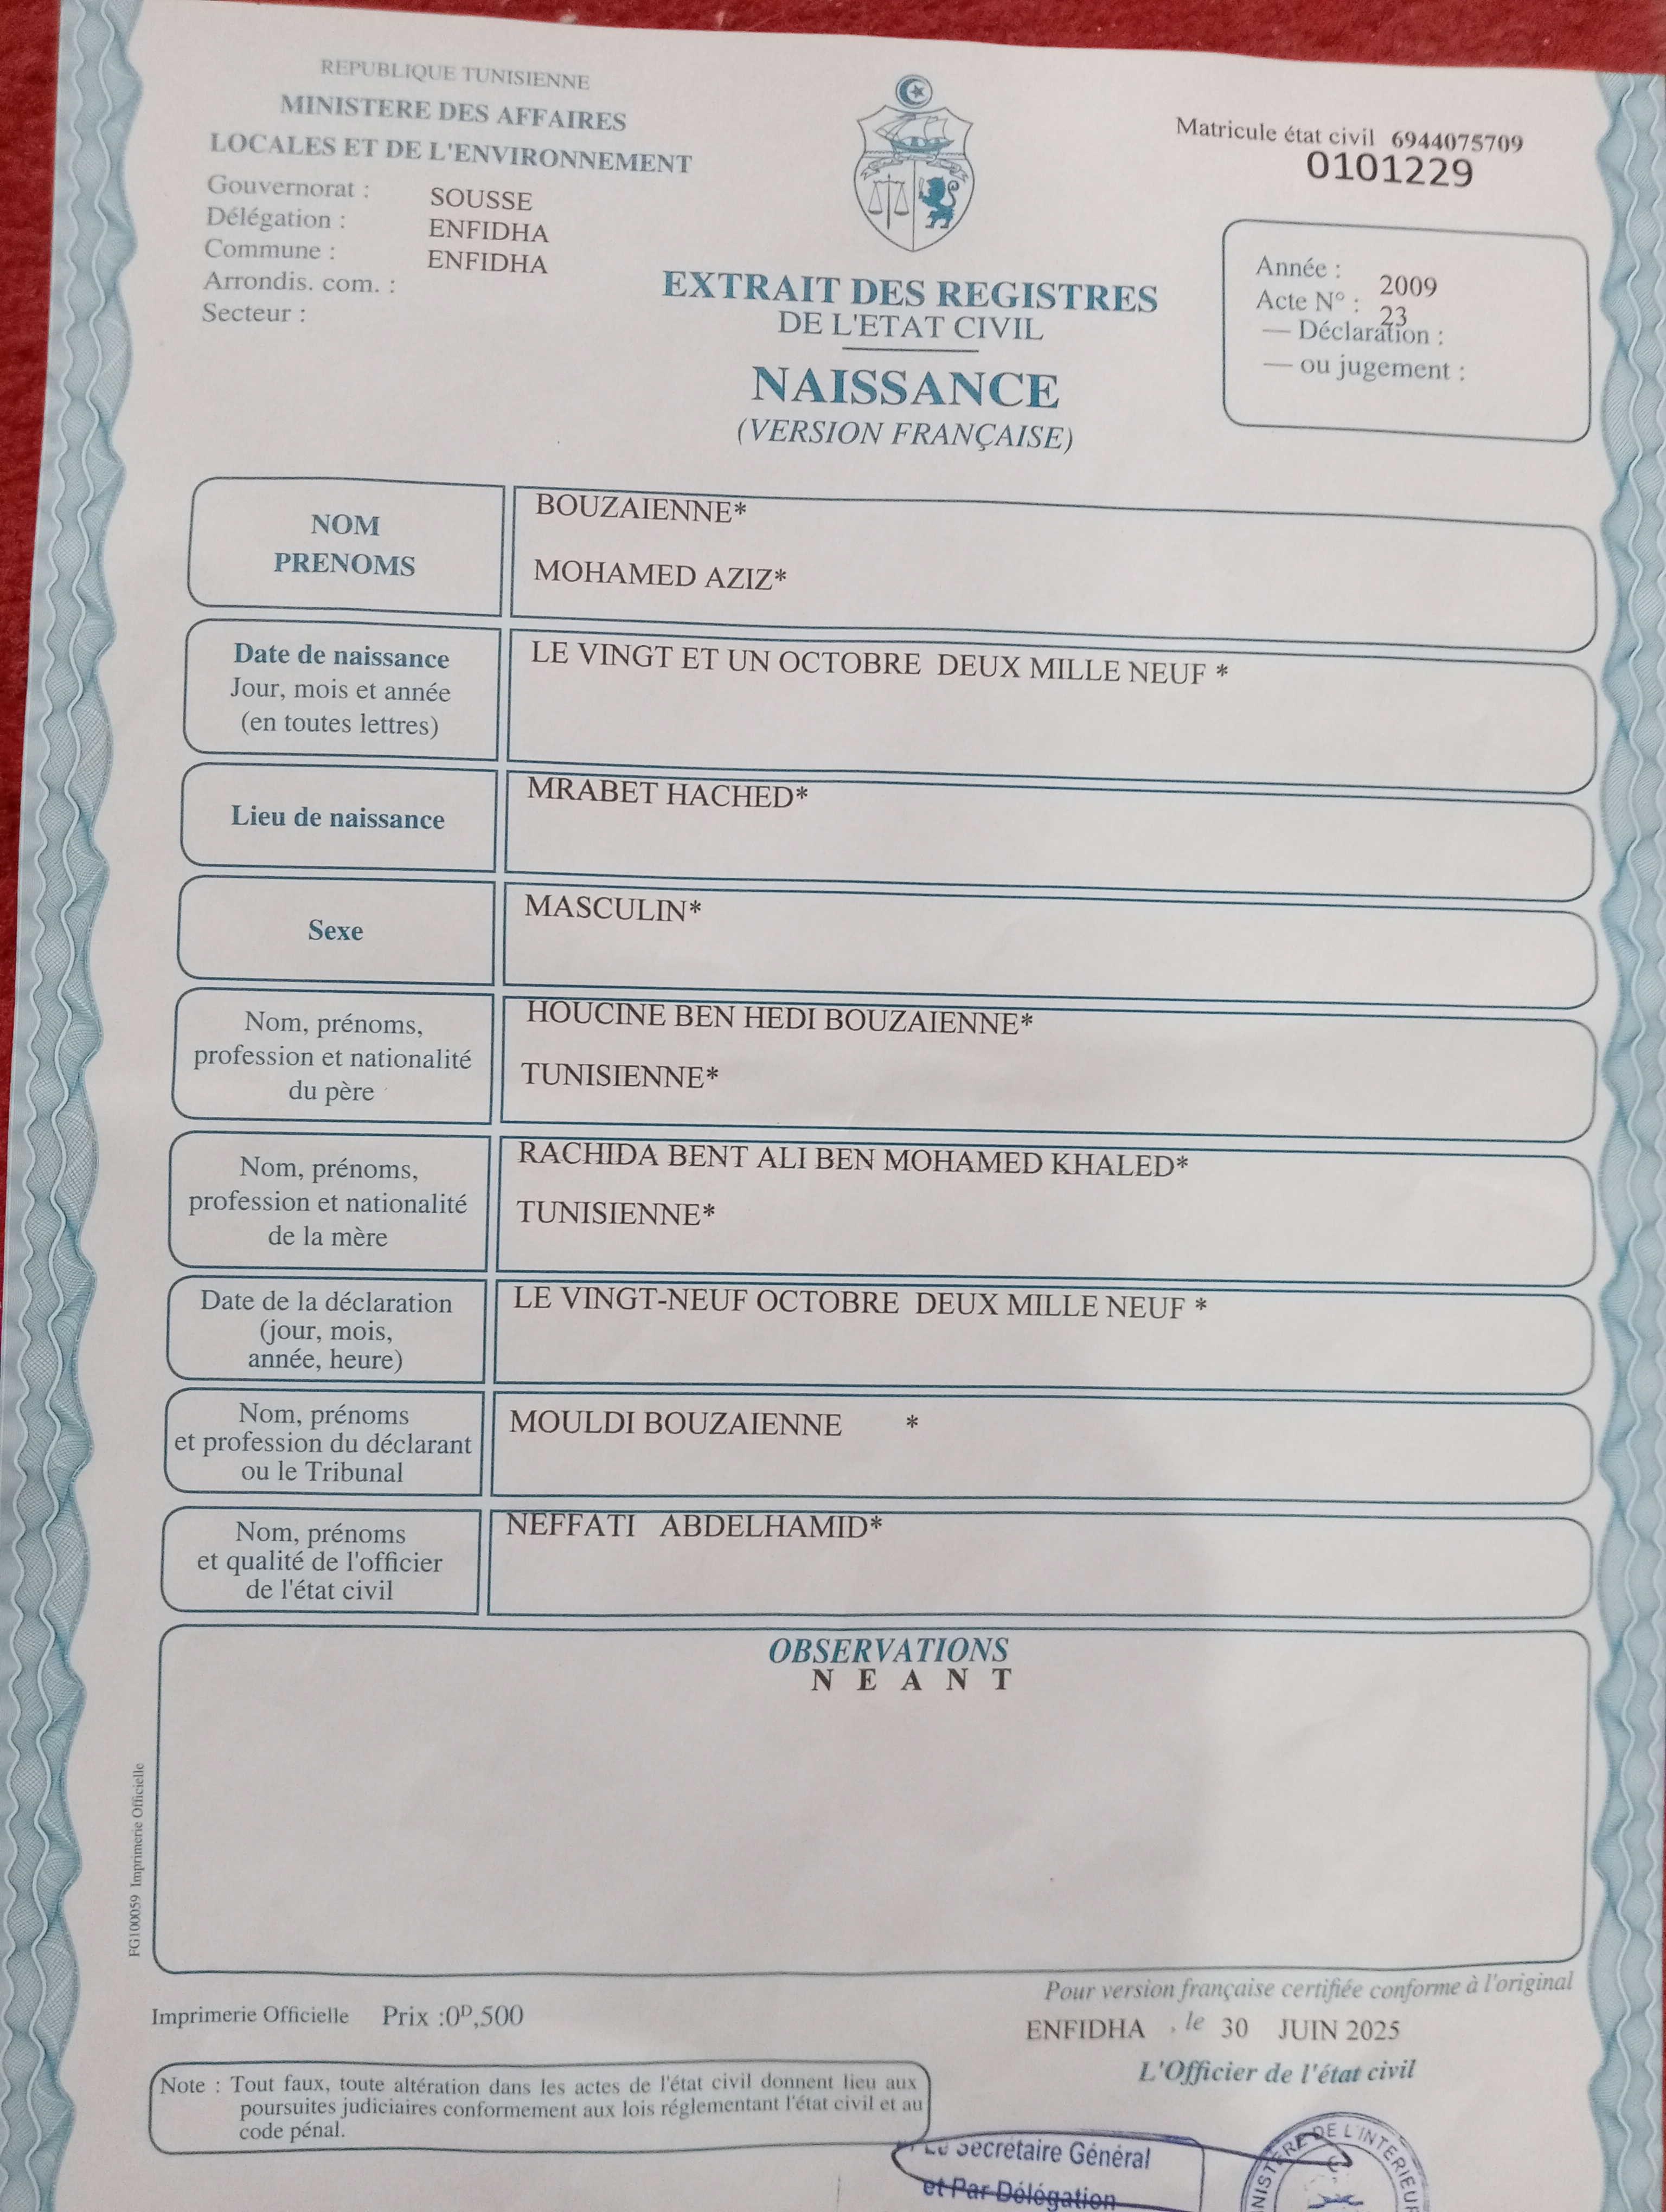 REPUBLIQUE TUNISIENNE
MINISTERE DES AFFAIRES
LOCALES ET DE L'ENVIRONNEMENT
Gouvernorat : SOUSSE
Délégation : ENFIDHA
Commune : ENFIDHA
Arrondis. com. :
Secteur :
Matricule état civil 6944075709
0101229
Année : 2009
Acte N° : 23
— Déclaration :
— ou jugement :
EXTRAIT DES REGISTRES
DE L'ETAT CIVIL
NAISSANCE
(VERSION FRANÇAISE)
NOM
PRENOMS
BOUZAIENNE*
MOHAMED AZIZ*
Date de naissance
Jour, mois et année
(en toutes lettres)
LE VINGT ET UN OCTOBRE DEUX MILLE NEUF *
Lieu de naissance
MRABET HACHED*
Sexe
MASCULIN*
Nom, prénoms,
profession et nationalité
du père
HOUCINE BEN HEDI BOUZAIENNE*
TUNISIENNE*
Nom, prénoms,
profession et nationalité
de la mère
RACHIDA BENT ALI BEN MOHAMED KHALED*
TUNISIENNE*
Date de la déclaration
(jour, mois,
année, heure)
LE VINGT-NEUF OCTOBRE DEUX MILLE NEUF *
Nom, prénoms
et profession du déclarant
ou le Tribunal
MOULDI BOUZAIENNE *
Nom, prénoms
et qualité de l'officier
de l'état civil
NEFFATI ABDELHAMID*
OBSERVATIONS
N E A N T
FG100059 Imprimerie Officielle
Imprimerie Officielle Prix :0ᴰ,500
Pour version française certifiée conforme à l'original
ENFIDHA , le 30 JUIN 2025
L'Officier de l'état civil
Note : Tout faux, toute altération dans les actes de l'état civil donnent lieu aux
poursuites judiciaires conformement aux lois réglementant l'état civil et au
code pénal.
Le Secrétaire Général
et Par Délégation
MINISTERE DE L'INTERIEUR